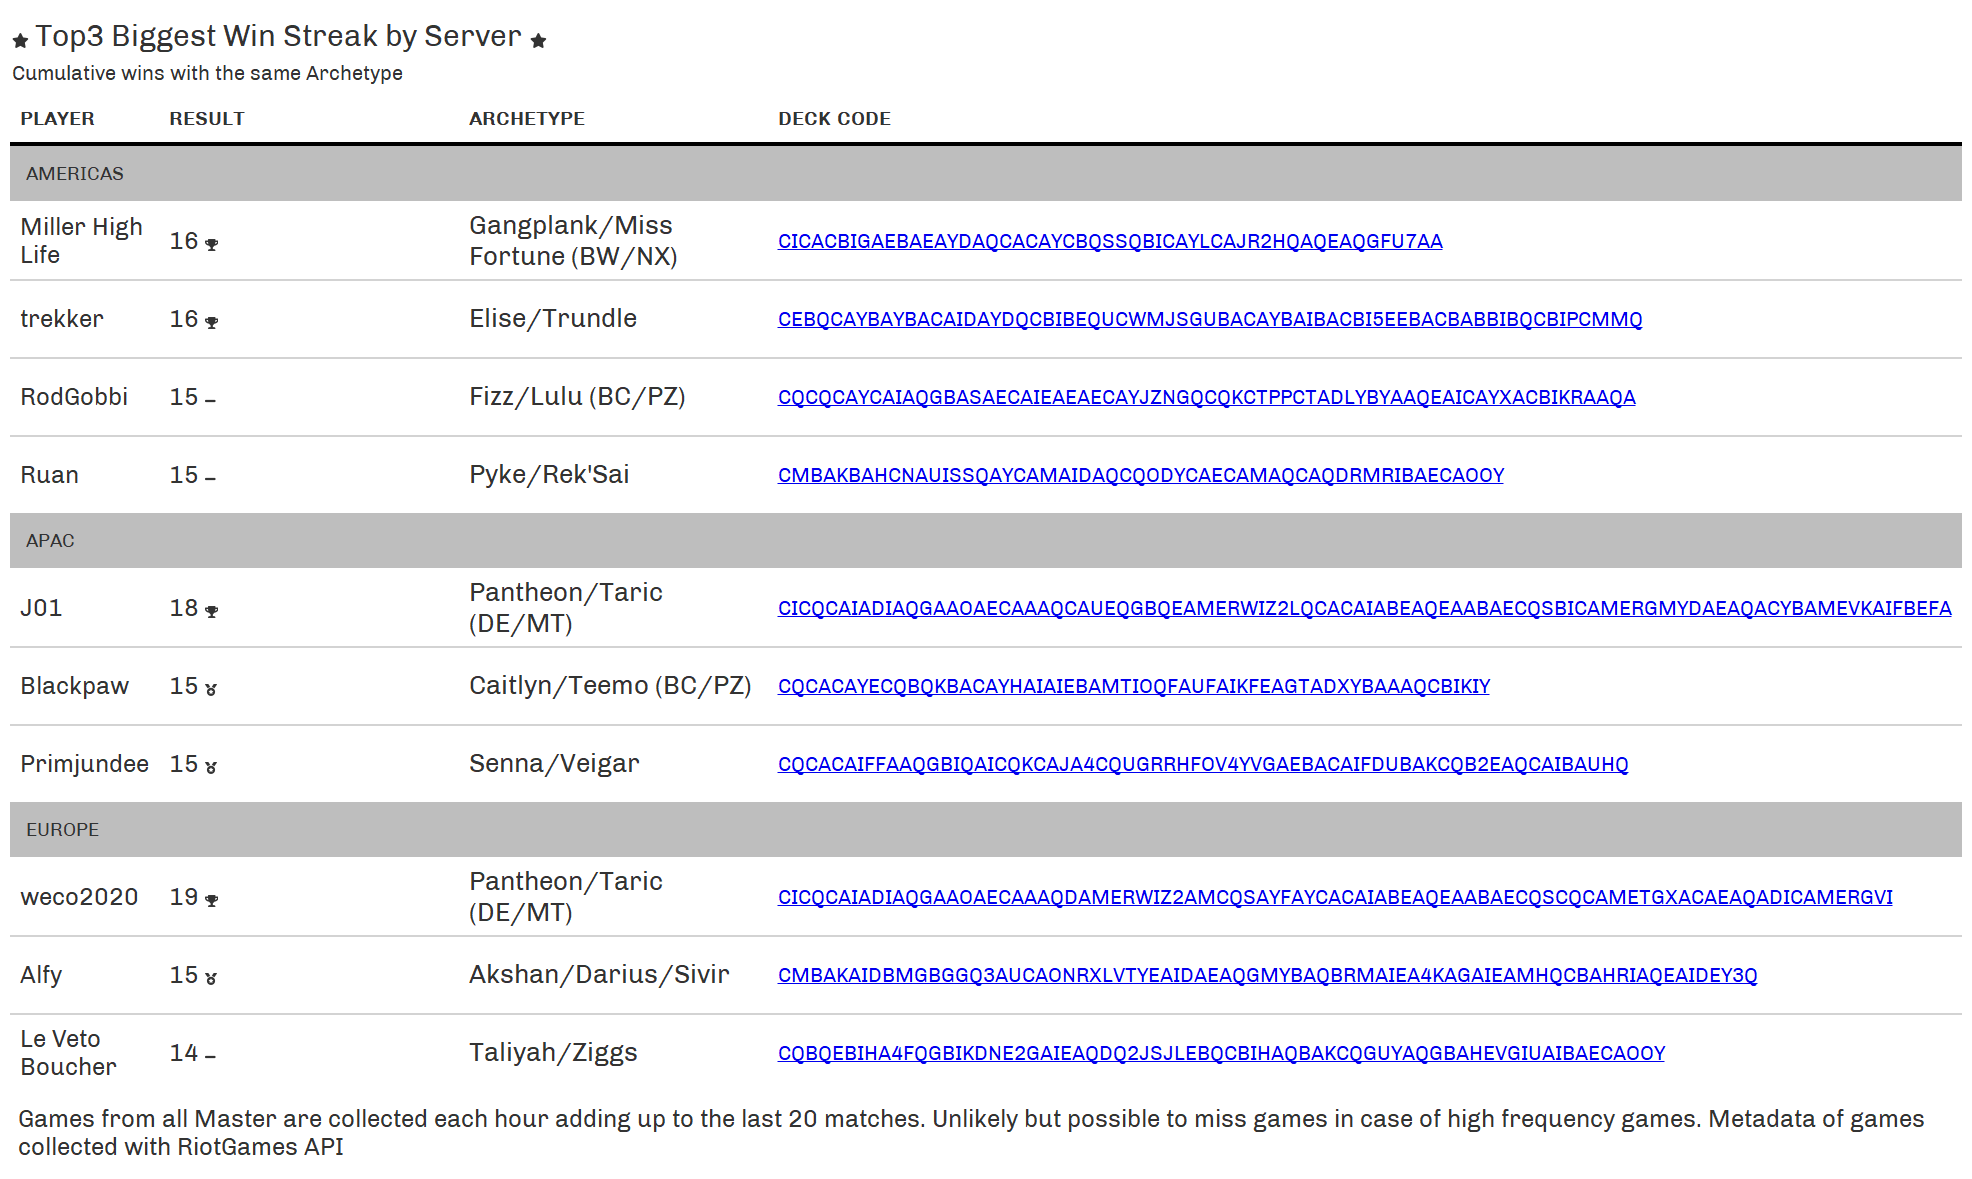 ★ Top3 Biggest Win Streak by Server ★
Cumulative wins with the same Archetype
PLAYER RESULT ARCHETYPE DECK CODE
AMERICAS
Miller High Life 16 Gangplank/Miss Fortune (BW/NX) CICACBIGAEBAEAYDAQCACAYCBQSSQBICAYLCAJR2HQAQEAQGFU7AA
trekker 16 Elise/Trundle CEBQCAYBAYBACAIDAYDQCBIBEQUCWMJSGUBACAYBAIBACBI5EEBACBABBIBQCBIPCMMQ
RodGobbi 15 – Fizz/Lulu (BC/PZ) CQCQCAYCAIAQGBASAECAIEAEAECAYJZNGQCQKCTPPCTADLYBYAAQEAICAYXACBIKRAAQA
Ruan 15 – Pyke/Rek'Sai CMBAKBAHCNAUISSQAYCAMAIDAQCQODYCAECAMAQCAQDRMRIBAECAOOY
APAC
J01 18 Pantheon/Taric (DE/MT) CICQCAIADIAQGAAOAECAAAQCAUEQGBQEAMERWIZ2LQCACAIABEAQEAABAECQSBICAMERGMYDAEAQACYBAMEVKAIFBEFA
Blackpaw 15 Caitlyn/Teemo (BC/PZ) CQCACAYECQBQKBACAYHAIAIEBAMTIOQFAUFAIKFEAGTADXYBAAAQCBIKIY
Primjundee 15 Senna/Veigar CQCACAIFFAAQGBIQAICQKCAJA4CQUGRRHFOV4YVGAEBACAIFDUBAKCQB2EAQCAIBAUHQ
EUROPE
weco2020 19 Pantheon/Taric (DE/MT) CICQCAIADIAQGAAOAECAAAQDAMERWIZ2AMCQSAYFAYCACAIABEAQEAABAECQSCQCAMETGXACAEAQADICAMERGVI
Alfy 15 Akshan/Darius/Sivir CMBAKAIDBMGBGGQ3AUCAONRXLVTYEAIDAEAQGMYBAQBRMAIEA4KAGAIEAMHQCBAHRIAQEAIDEY3Q
Le Veto Boucher 14 – Taliyah/Ziggs CQBQEBIHA4FQGBIKDNE2GAIEAQDQ2JSJLEBQCBIHAQBAKCQGUYAQGBAHEVGIUAIBAECAOOY
Games from all Master are collected each hour adding up to the last 20 matches. Unlikely but possible to miss games in case of high frequency games. Metadata of games
collected with RiotGames API